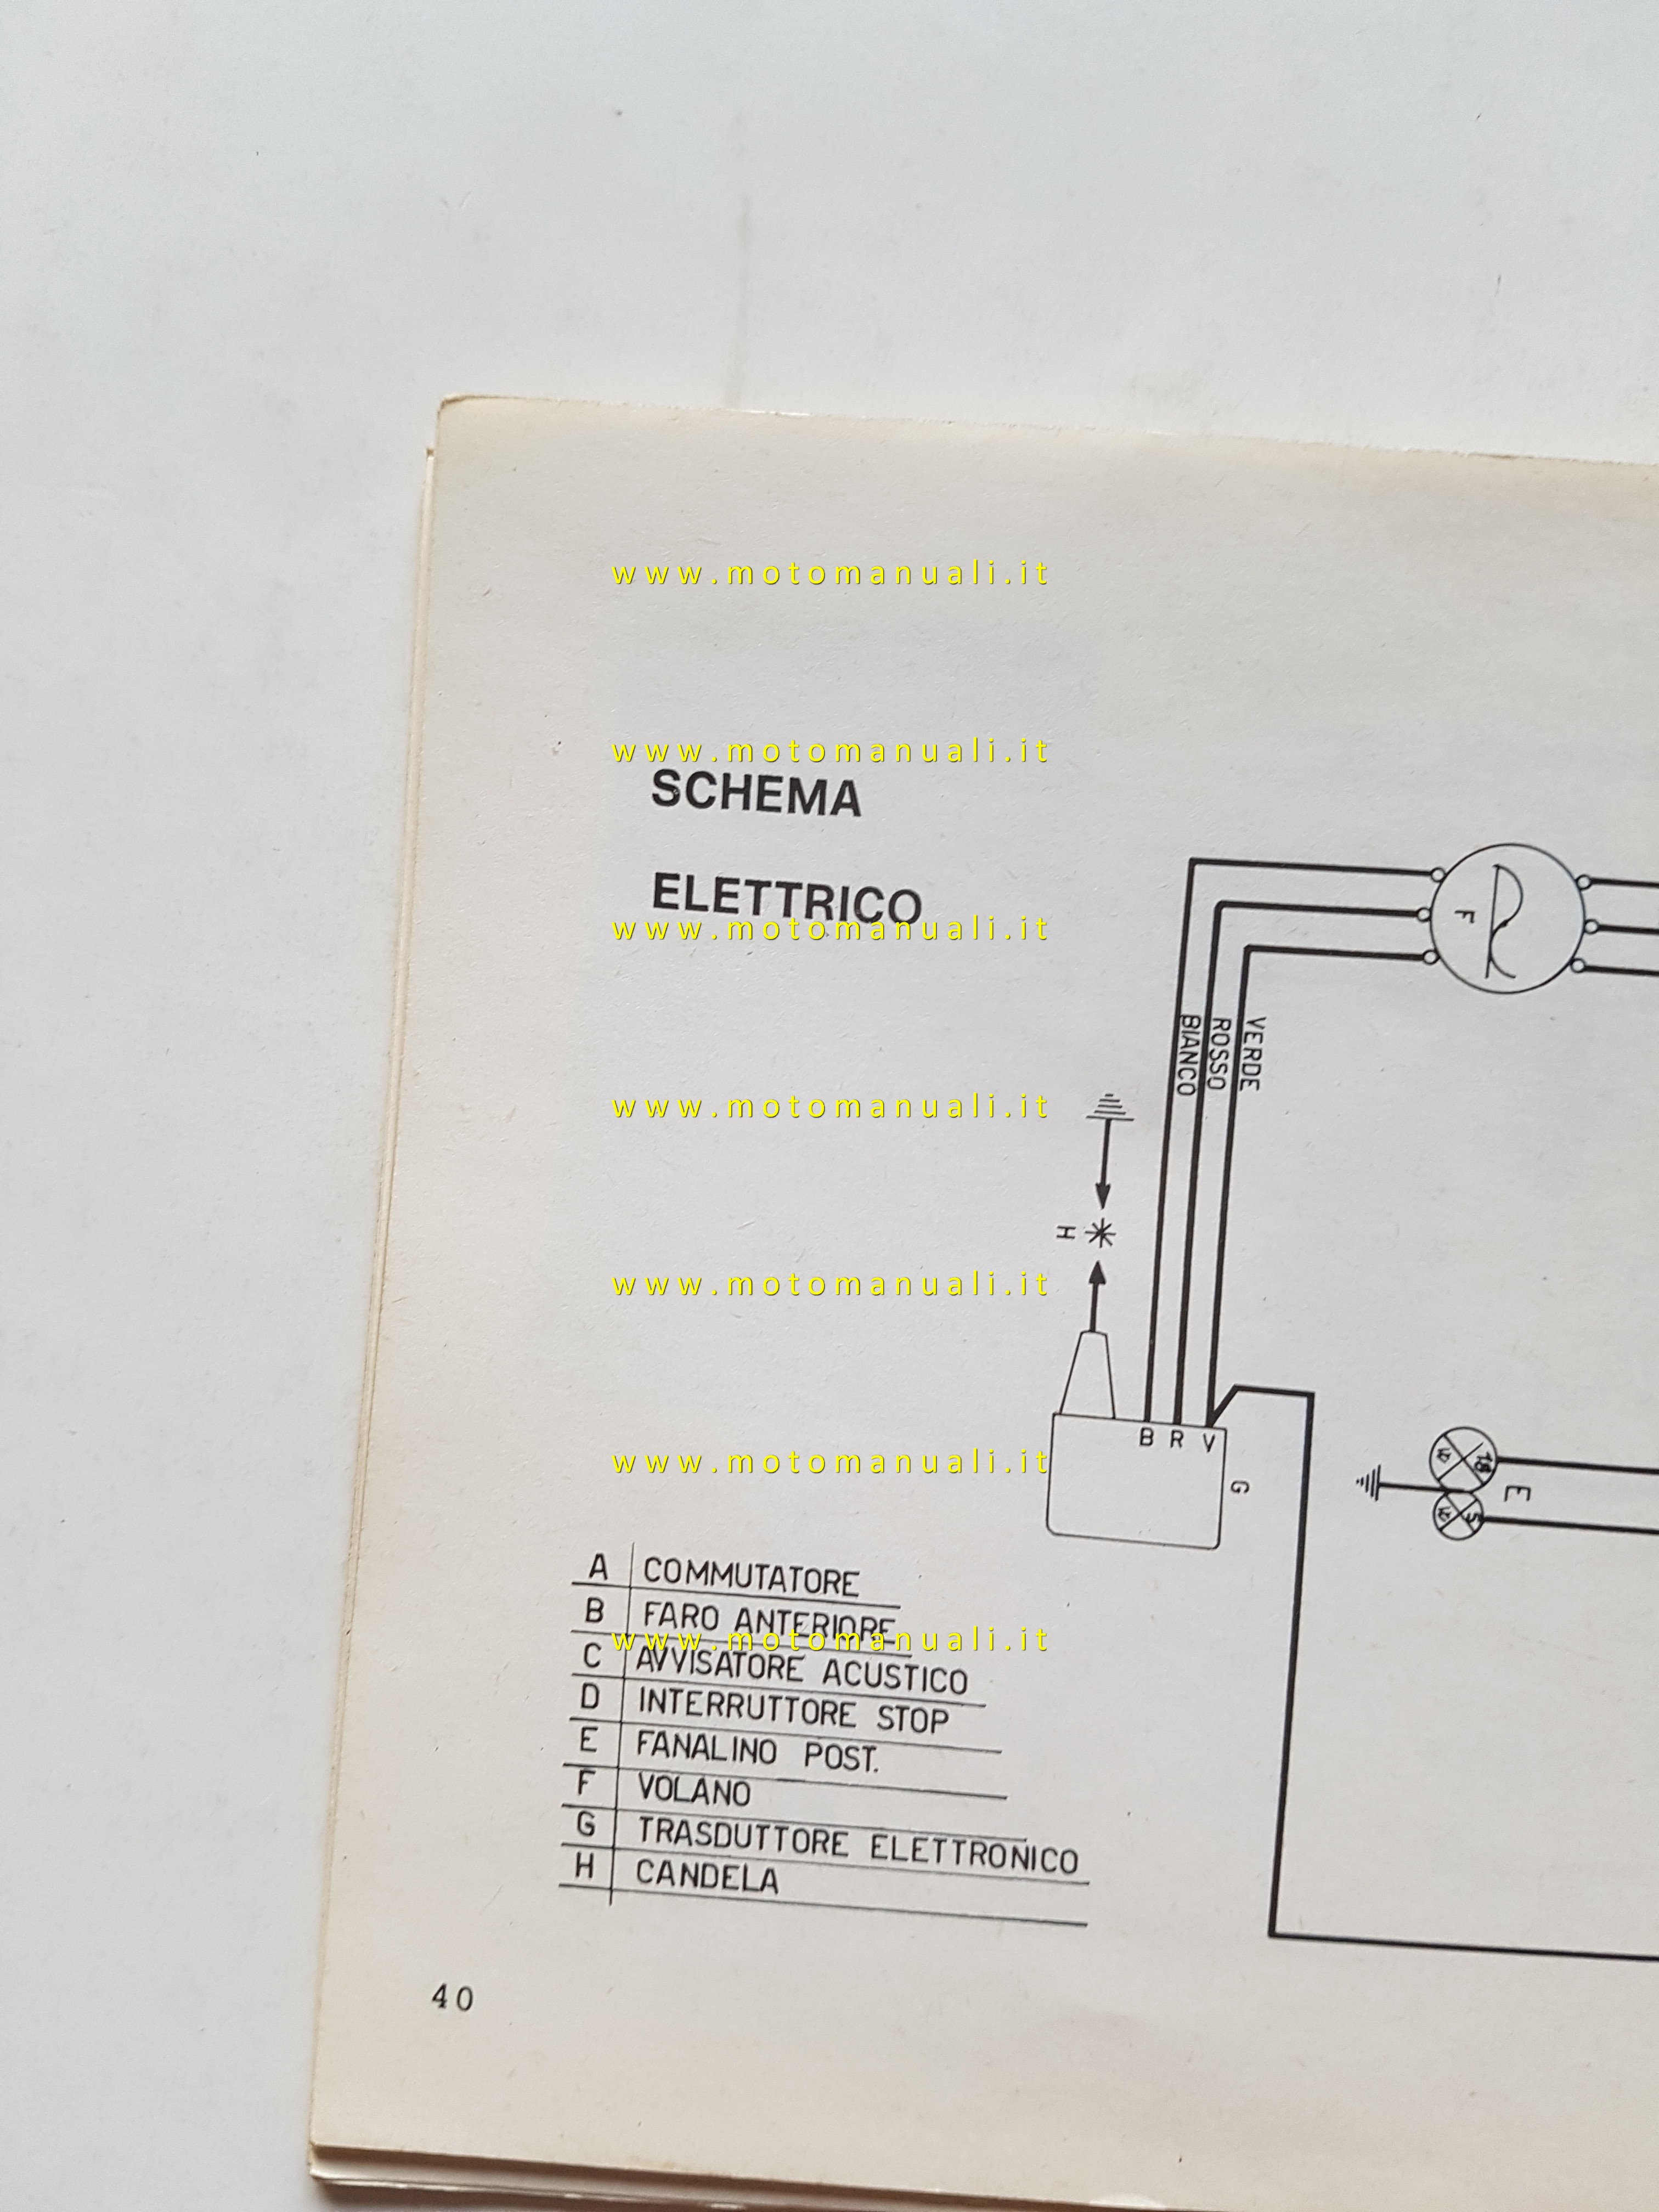 www.motomanuali.it
www.motomanuali.it
SCHEMA
ELETTRICO
www.motomanuali.it
F
BIANCO
ROSSO
VERDE
www.motomanuali.it
H
www.motomanuali.it
B R V
www.motomanuali.it
G
18
W
E
5
W
A COMMUTATORE
B FARO ANTERIORE
www.motomanuali.it
C AVVISATORE ACUSTICO
D INTERRUTTORE STOP
E FANALINO POST.
F VOLANO
G TRASDUTTORE ELETTRONICO
H CANDELA
40